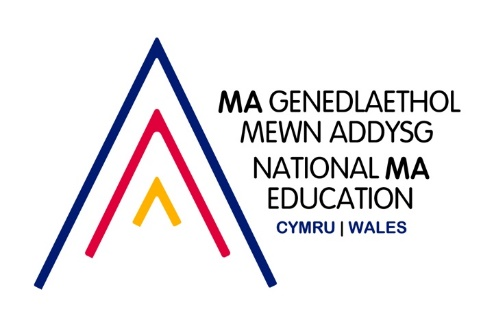 MA GENEDLAETHOL
MEWN ADDYSG
NATIONAL MA
EDUCATION
CYMRU | WALES